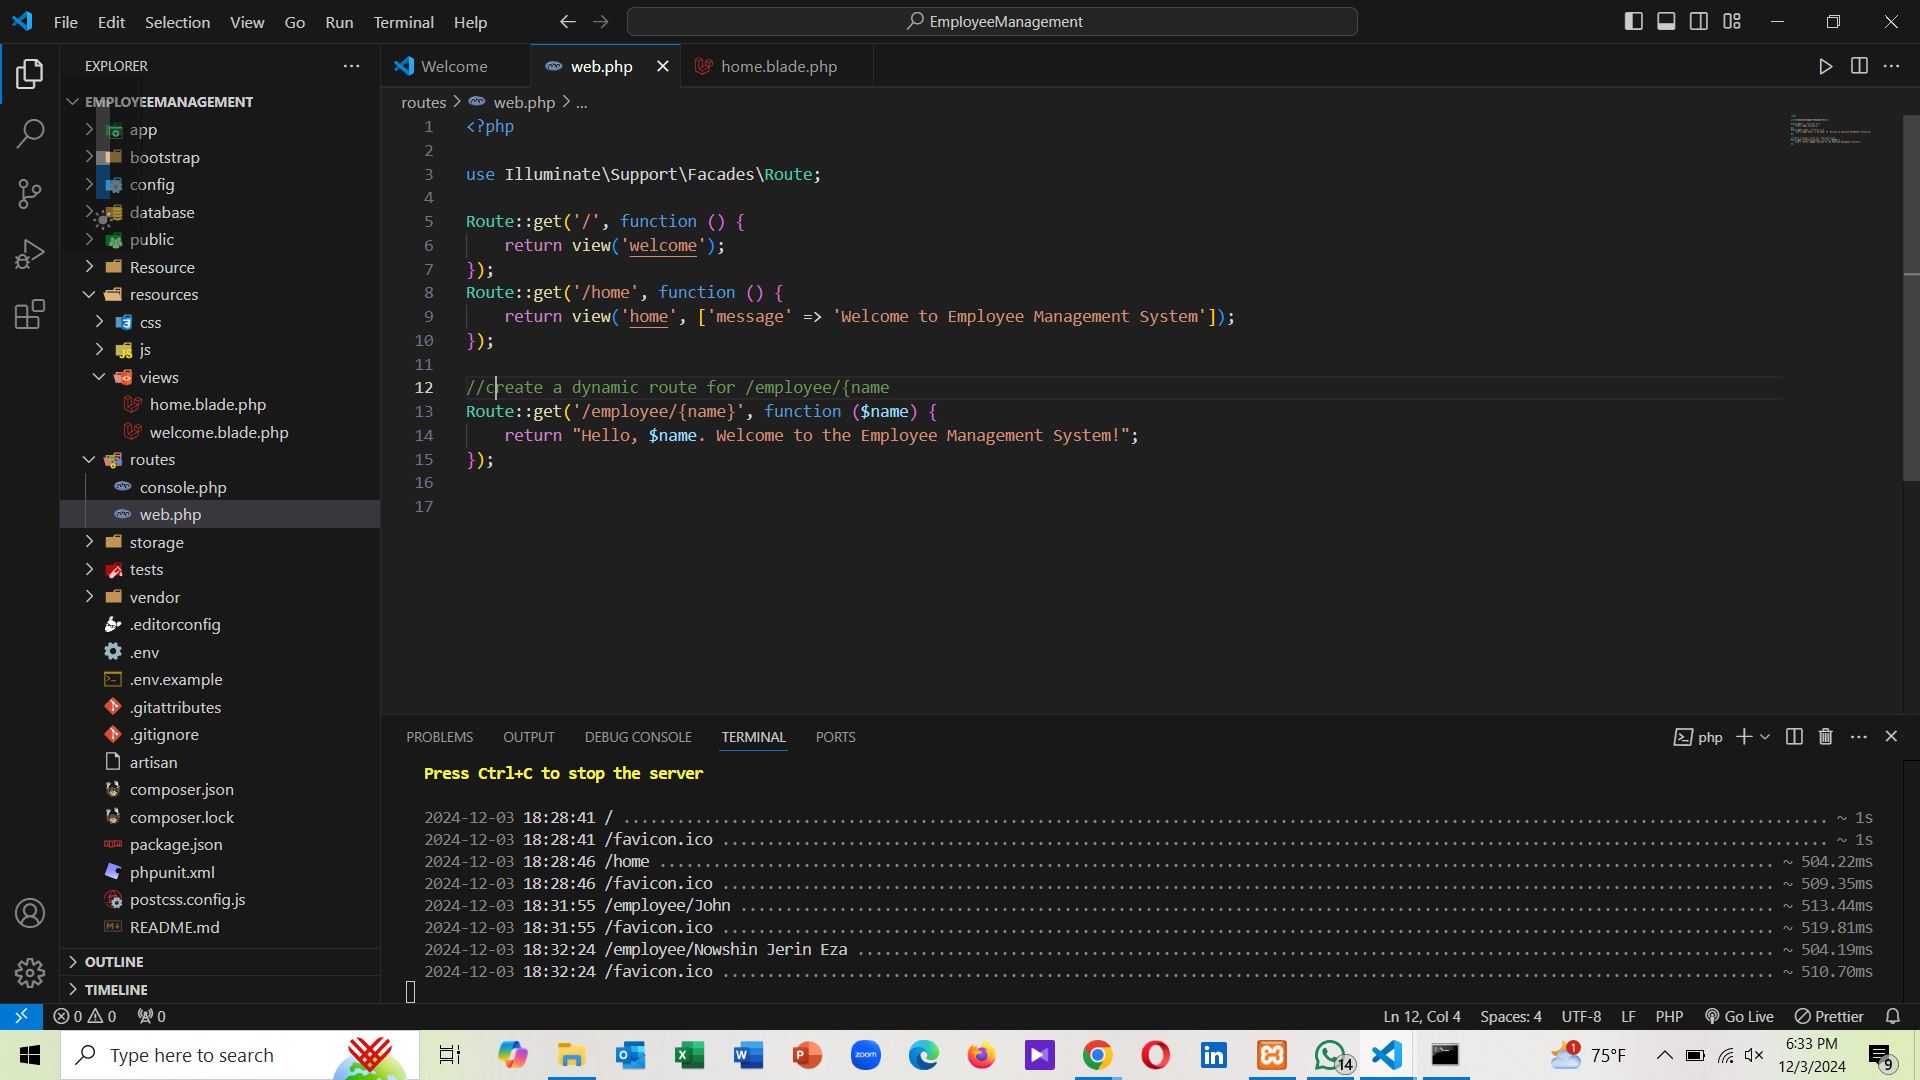 File Edit Selection View Go Run Terminal Help
EmployeeManagement
EXPLORER
EMPLOYEEMANAGEMENT
app
bootstrap
config
database
public
Resource
resources
css
js
views
home.blade.php
welcome.blade.php
routes
console.php
web.php
storage
tests
vendor
.editorconfig
.env
.env.example
.gitattributes
.gitignore
artisan
composer.json
composer.lock
package.json
phpunit.xml
postcss.config.js
README.md
OUTLINE
TIMELINE
Welcome web.php home.blade.php
routes > web.php > ...
1 <?php
2
3 use Illuminate\Support\Facades\Route;
4
5 Route::get('/', function () {
6 return view('welcome');
7 });
8 Route::get('/home', function () {
9 return view('home', ['message' => 'Welcome to Employee Management System']);
10 });
11
12 //create a dynamic route for /employee/{name
13 Route::get('/employee/{name}', function ($name) {
14 return "Hello, $name. Welcome to the Employee Management System!";
15 });
16
17
PROBLEMS OUTPUT DEBUG CONSOLE TERMINAL PORTS
php
Press Ctrl+C to stop the server
2024-12-03 18:28:41 / ........ ~ 1s
2024-12-03 18:28:41 /favicon.ico ........ ~ 1s
2024-12-03 18:28:46 /home ........ ~ 504.22ms
2024-12-03 18:28:46 /favicon.ico ........ ~ 509.35ms
2024-12-03 18:31:55 /employee/John ........ ~ 513.44ms
2024-12-03 18:31:55 /favicon.ico ........ ~ 519.81ms
2024-12-03 18:32:24 /employee/Nowshin Jerin Eza ........ ~ 504.19ms
2024-12-03 18:32:24 /favicon.ico ........ ~ 510.70ms
0 0 0
Ln 12, Col 4 Spaces: 4 UTF-8 LF PHP Go Live Prettier
Type here to search
zoom
14
1
75°F
6:33 PM
12/3/2024
9